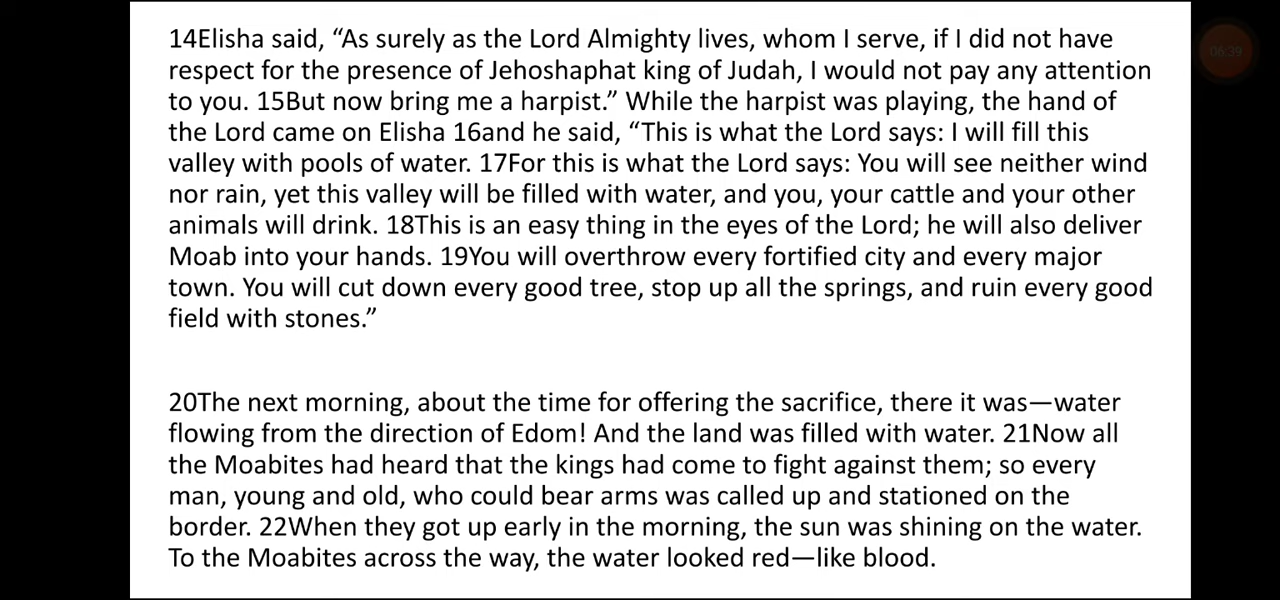 14Elisha said, “As surely as the Lord Almighty lives, whom I serve, if I did not have
respect for the presence of Jehoshaphat king of Judah, I would not pay any attention
to you. 15But now bring me a harpist.” While the harpist was playing, the hand of
the Lord came on Elisha 16and he said, “This is what the Lord says: I will fill this
valley with pools of water. 17For this is what the Lord says: You will see neither wind
nor rain, yet this valley will be filled with water, and you, your cattle and your other
animals will drink. 18This is an easy thing in the eyes of the Lord; he will also deliver
Moab into your hands. 19You will overthrow every fortified city and every major
town. You will cut down every good tree, stop up all the springs, and ruin every good
field with stones.”
20The next morning, about the time for offering the sacrifice, there it was—water
flowing from the direction of Edom! And the land was filled with water. 21Now all
the Moabites had heard that the kings had come to fight against them; so every
man, young and old, who could bear arms was called up and stationed on the
border. 22When they got up early in the morning, the sun was shining on the water.
To the Moabites across the way, the water looked red—like blood.
06:39